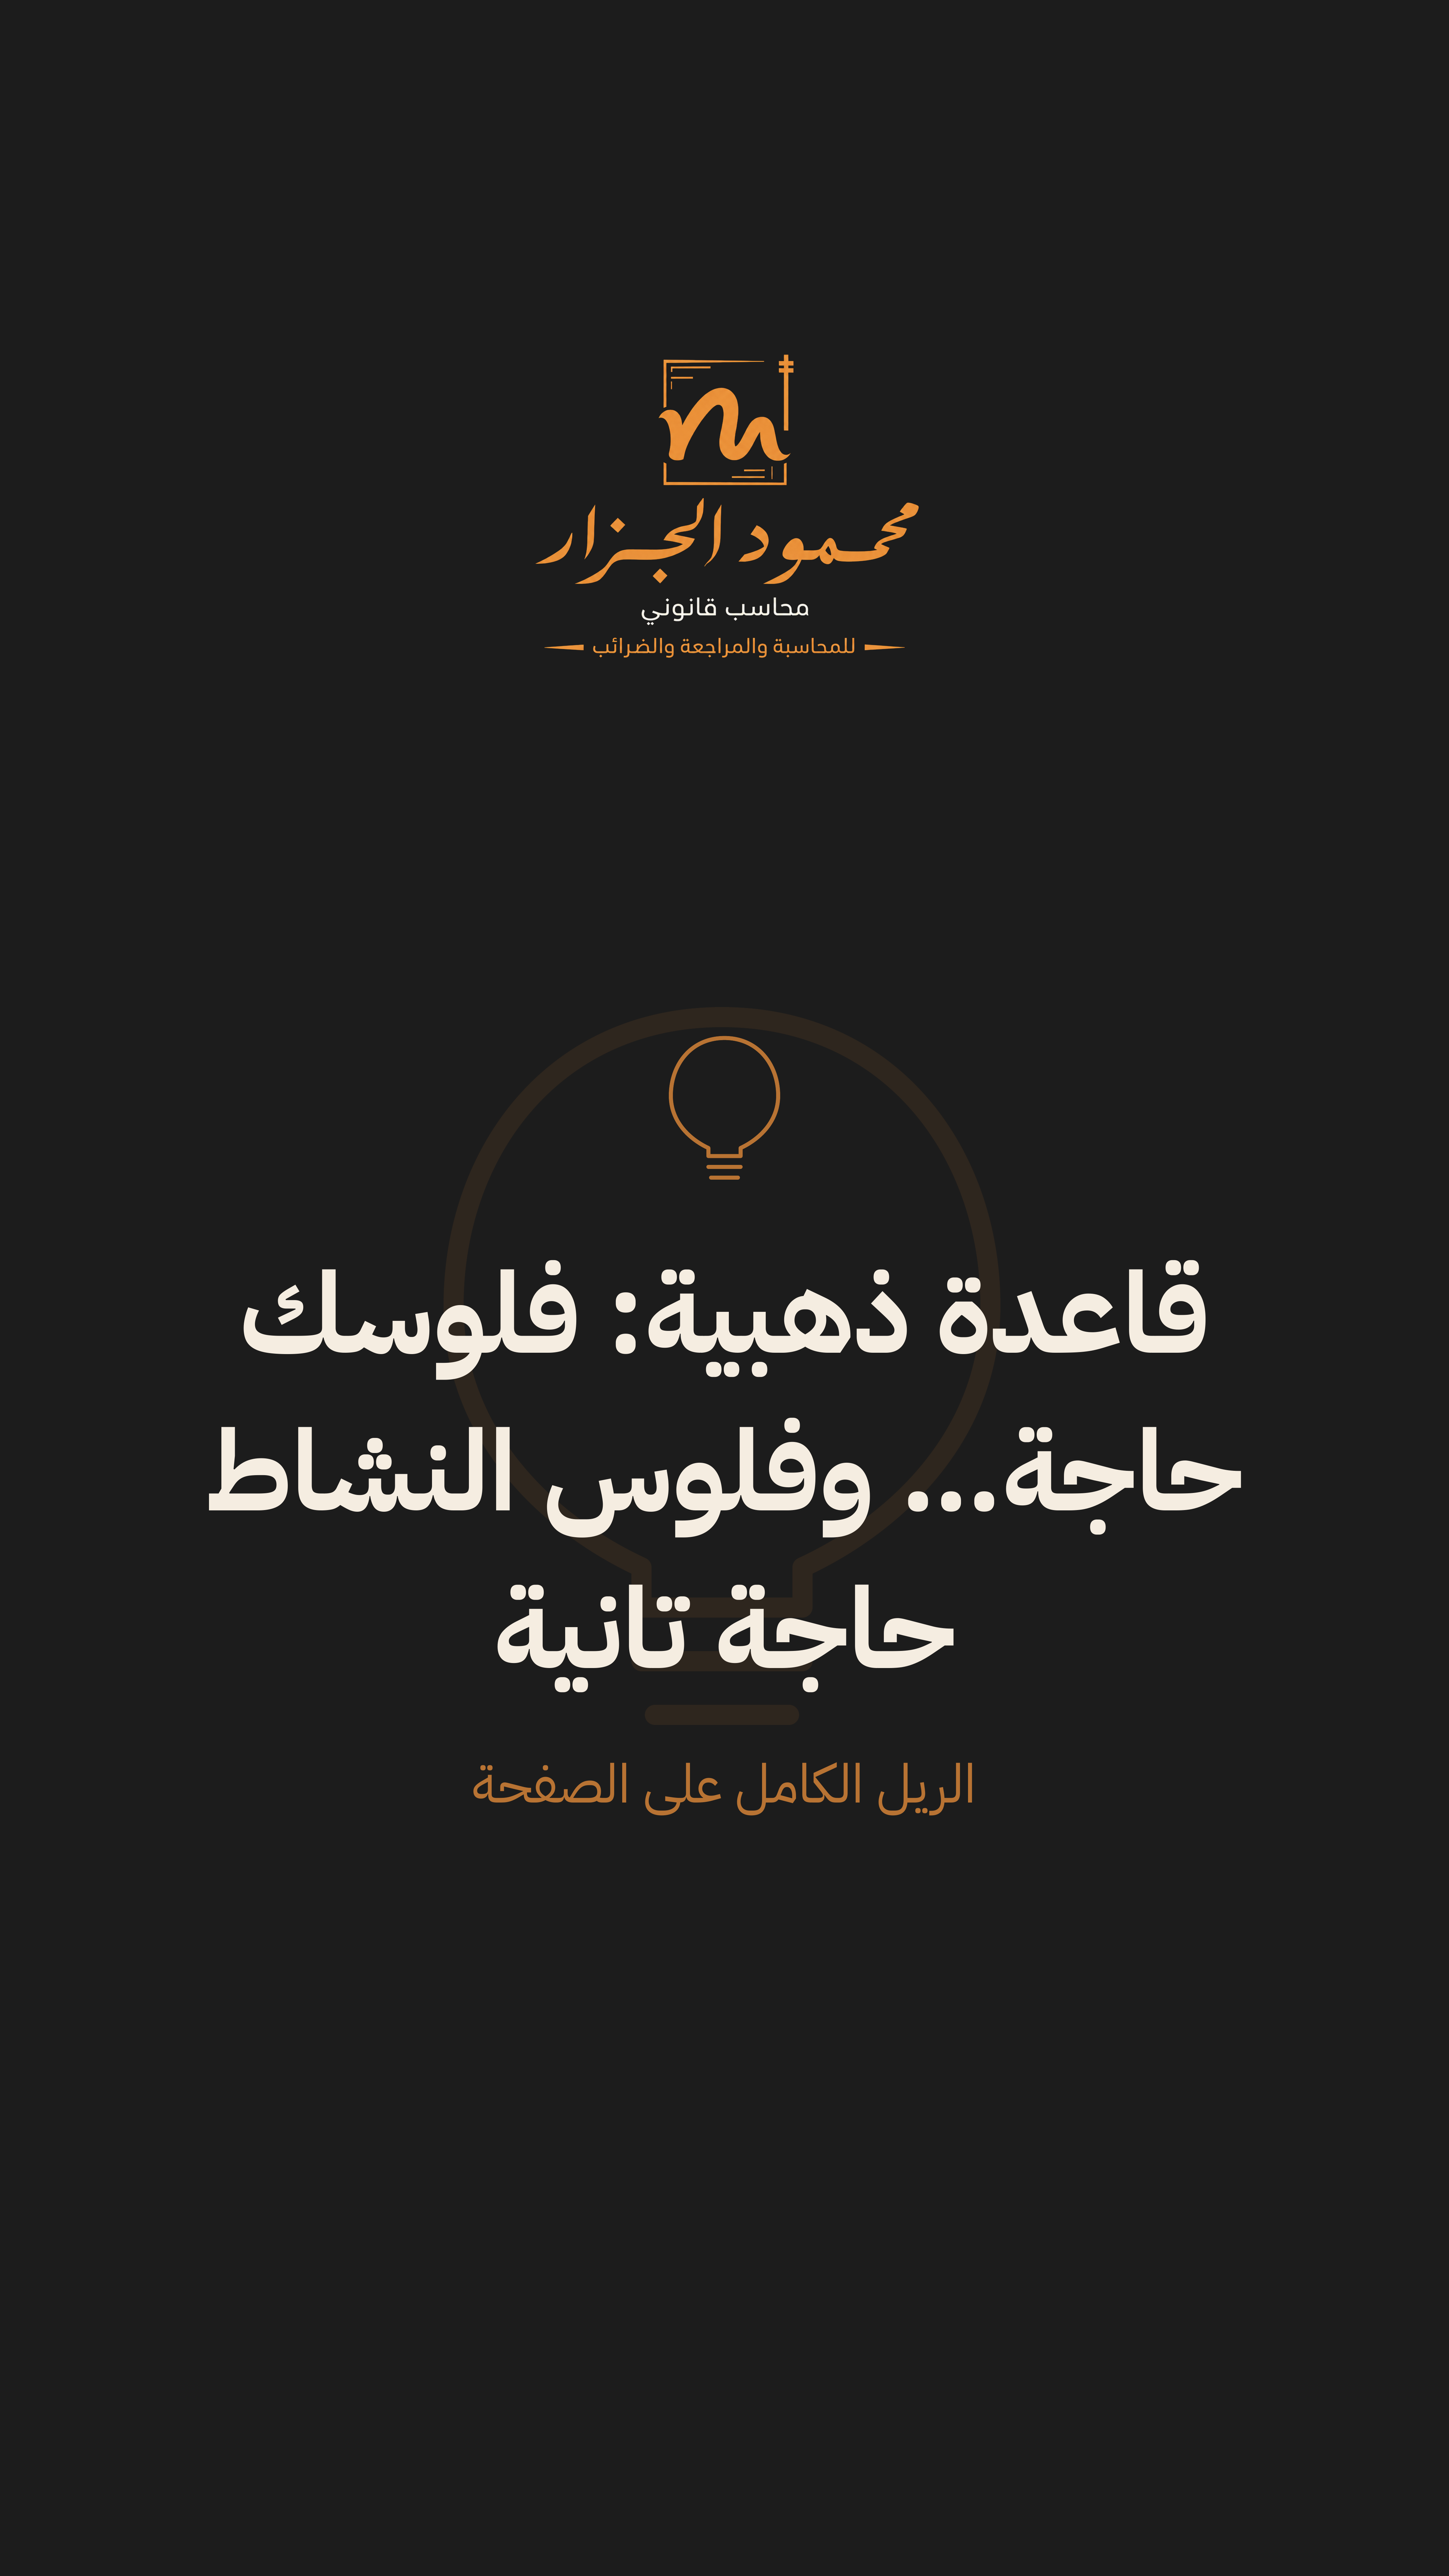 محمود الجزار
محاسب قانوني
للمحاسبة والمراجعة والضرائب
قاعدة ذهبية: فلوسك
حاجة... وفلوس النشاط
حاجة تانية
الريل الكامل على الصفحة